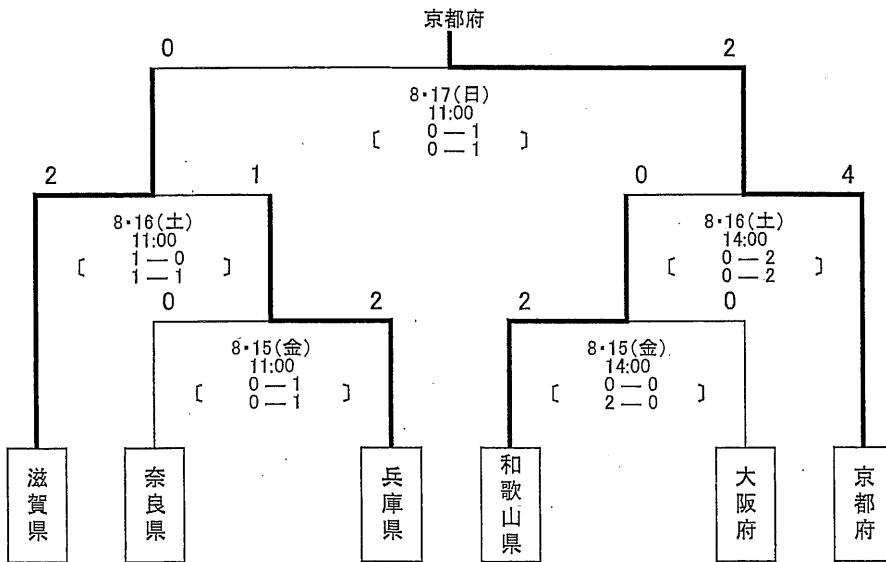 京都府
0 2
8・17(日)
11:00
0 — 1
〔 〕
0 — 1
2 1 0 4
8・16(土)
11:00
1 — 0
〔 〕
1 — 1
8・16(土)
14:00
0 — 2
〔 〕
0 — 2
0 2 2 0
8・15(金)
11:00
0 — 1
〔 〕
0 — 1
8・15(金)
14:00
0 — 0
〔 〕
2 — 0
滋賀県
奈良県
兵庫県
和歌山県
大阪府
京都府